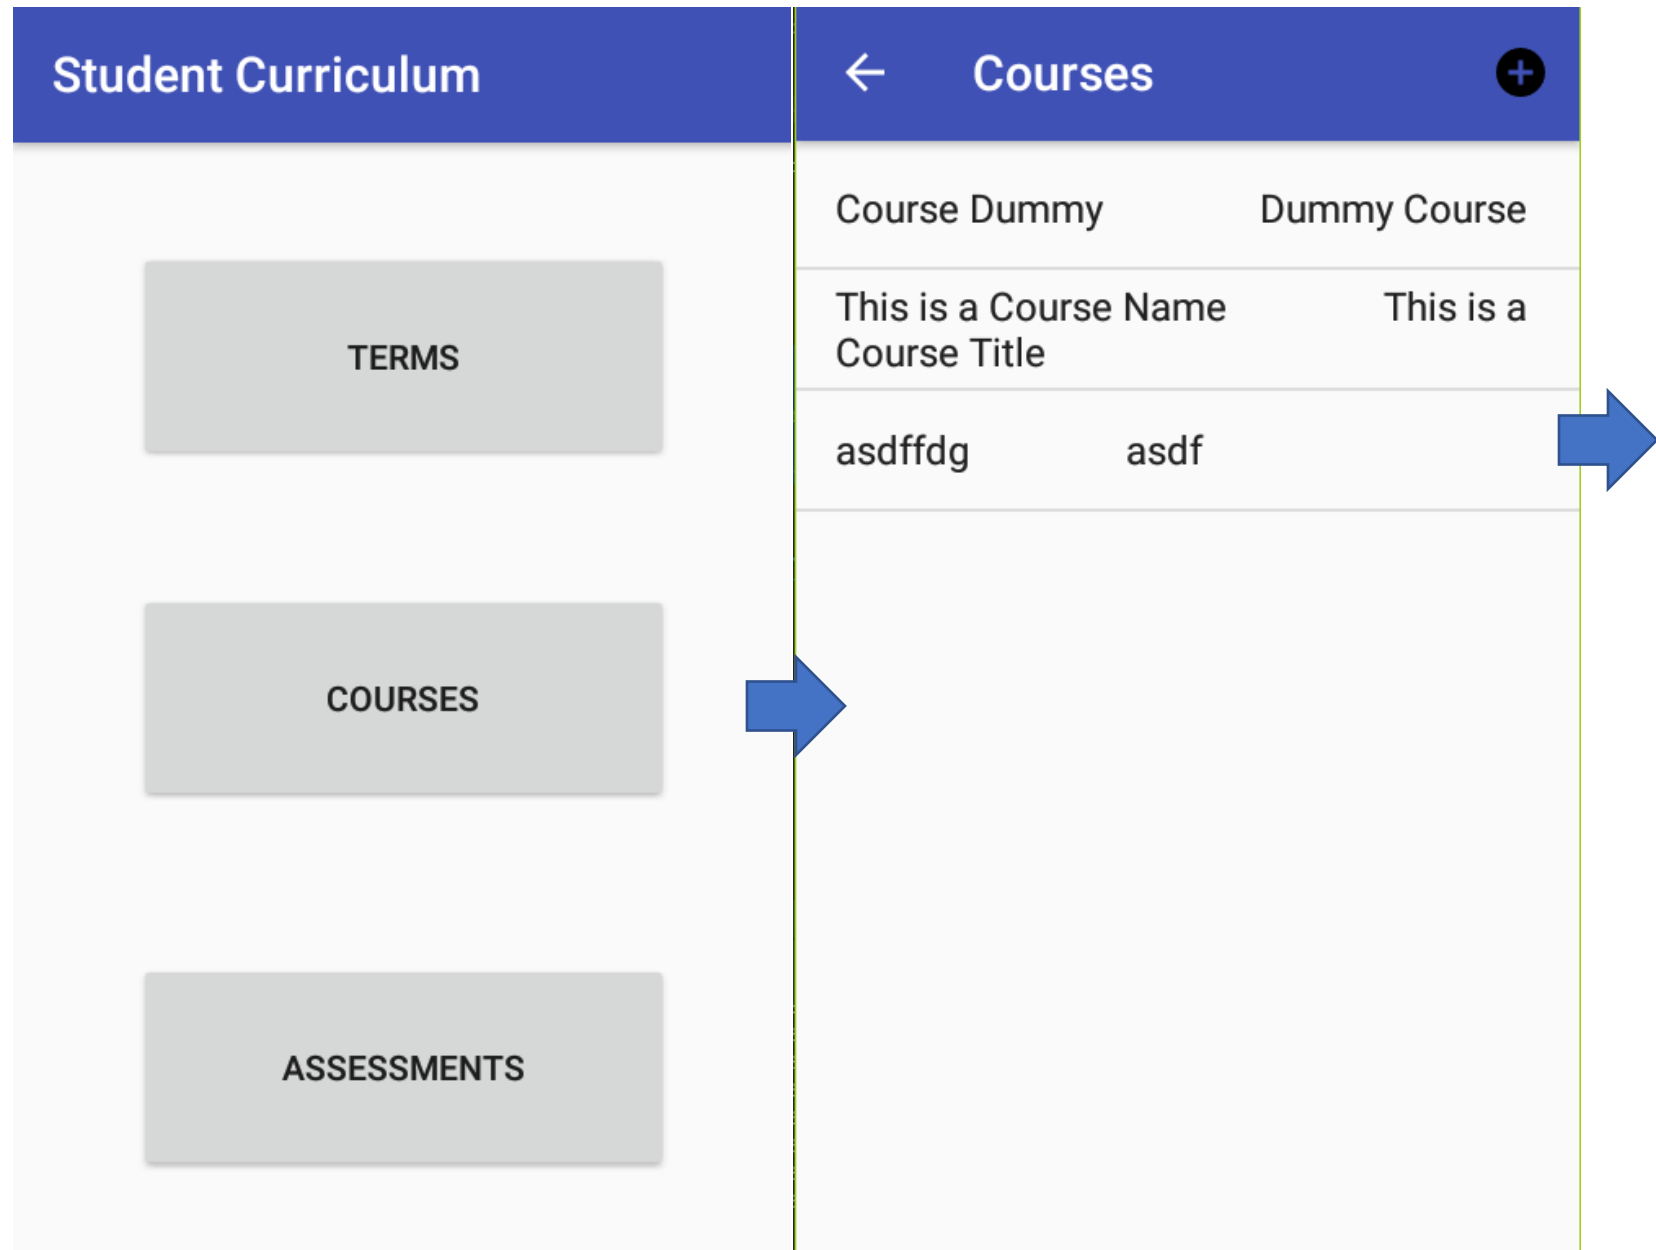 Student Curriculum
TERMS
COURSES
ASSESSMENTS
Courses
Course Dummy Dummy Course
This is a Course Name This is a
Course Title
asdffdg asdf